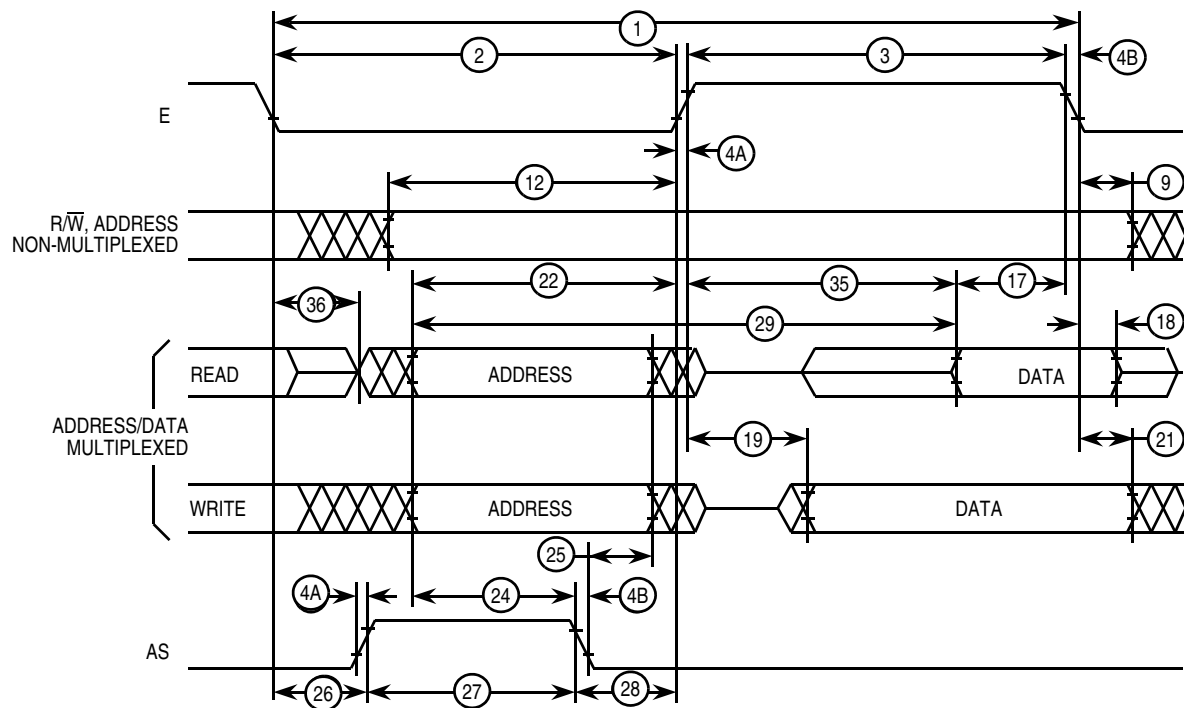 1
2
3
4B
E
4A
12
9
R/W̅, ADDRESS
NON-MULTIPLEXED
22
35
17
36
29
18
READ
ADDRESS
DATA
ADDRESS/DATA
MULTIPLEXED
19
21
WRITE
ADDRESS
DATA
25
4A
24
4B
AS
26
27
28